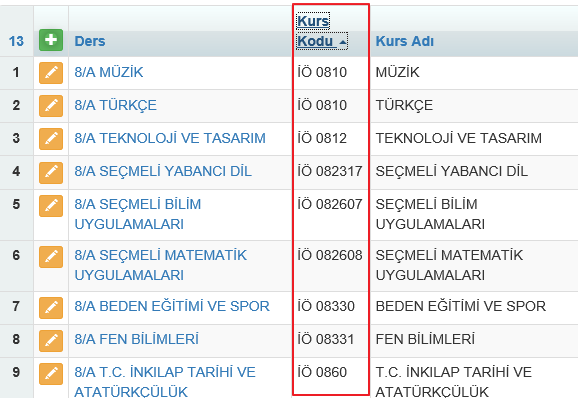 Kurs
13 Ders Kodu Kurs Adı
1 8/A MÜZİK İÖ 0810 MÜZİK
2 8/A TÜRKÇE İÖ 0810 TÜRKÇE
3 8/A TEKNOLOJİ VE TASARIM İÖ 0812 TEKNOLOJİ VE TASARIM
4 8/A SEÇMELİ YABANCI DİL İÖ 082317 SEÇMELİ YABANCI DİL
5 8/A SEÇMELİ BİLİM İÖ 082607 SEÇMELİ BİLİM
UYGULAMALARI UYGULAMALARI
6 8/A SEÇMELİ MATEMATİK İÖ 082608 SEÇMELİ MATEMATİK
UYGULAMALARI UYGULAMALARI
7 8/A BEDEN EĞİTİMİ VE SPOR İÖ 08330 BEDEN EĞİTİMİ VE SPOR
8 8/A FEN BİLİMLERİ İÖ 08331 FEN BİLİMLERİ
9 8/A T.C. İNKILAP TARİHİ VE İÖ 0860 T.C. İNKILAP TARİHİ VE
ATATÜRKÇÜLÜK ATATÜRKÇÜLÜK